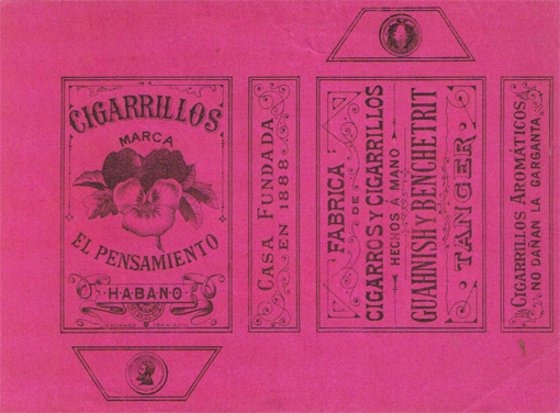 CIGARRILLOS
MARCA
EL PENSAMIENTO
HABANO
CASA FUNDADA
EN 1888
FABRICA
DE
CIGARROS Y CIGARRILLOS
HECHOS Á MANO
GUAHNISH Y BENCHETRIT
TANGER
CIGARRILLOS AROMÁTICOS
NO DAÑAN LA GARGANTA